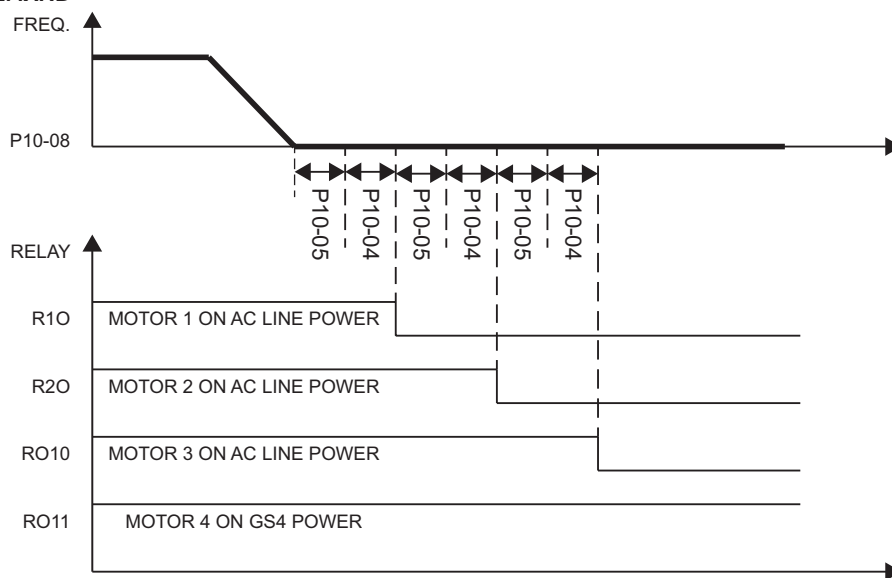 FREQ.
P10-08
P10-05
P10-04
P10-05
P10-04
P10-05
P10-04
RELAY
R1O
MOTOR 1 ON AC LINE POWER
R2O
MOTOR 2 ON AC LINE POWER
RO10
MOTOR 3 ON AC LINE POWER
RO11
MOTOR 4 ON GS4 POWER